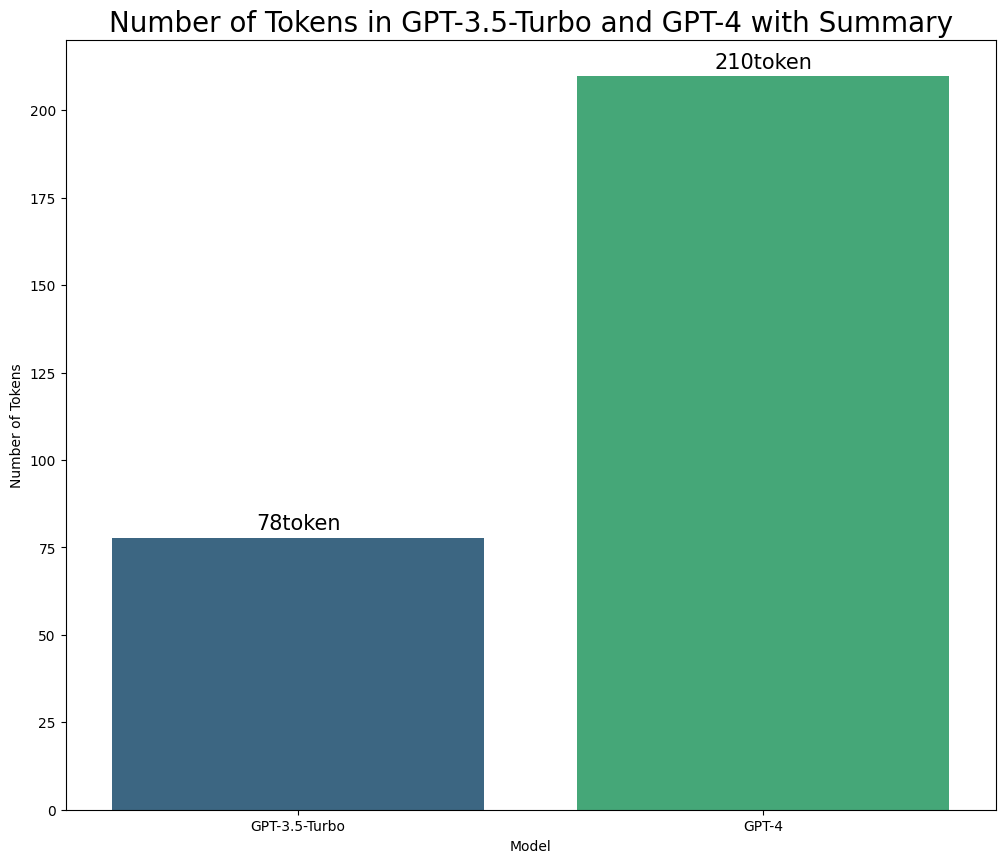 Number of Tokens in GPT-3.5-Turbo and GPT-4 with Summary
210token
200
175
150
125
100
78token
75
50
25
0
Number of Tokens
GPT-3.5-Turbo
GPT-4
Model